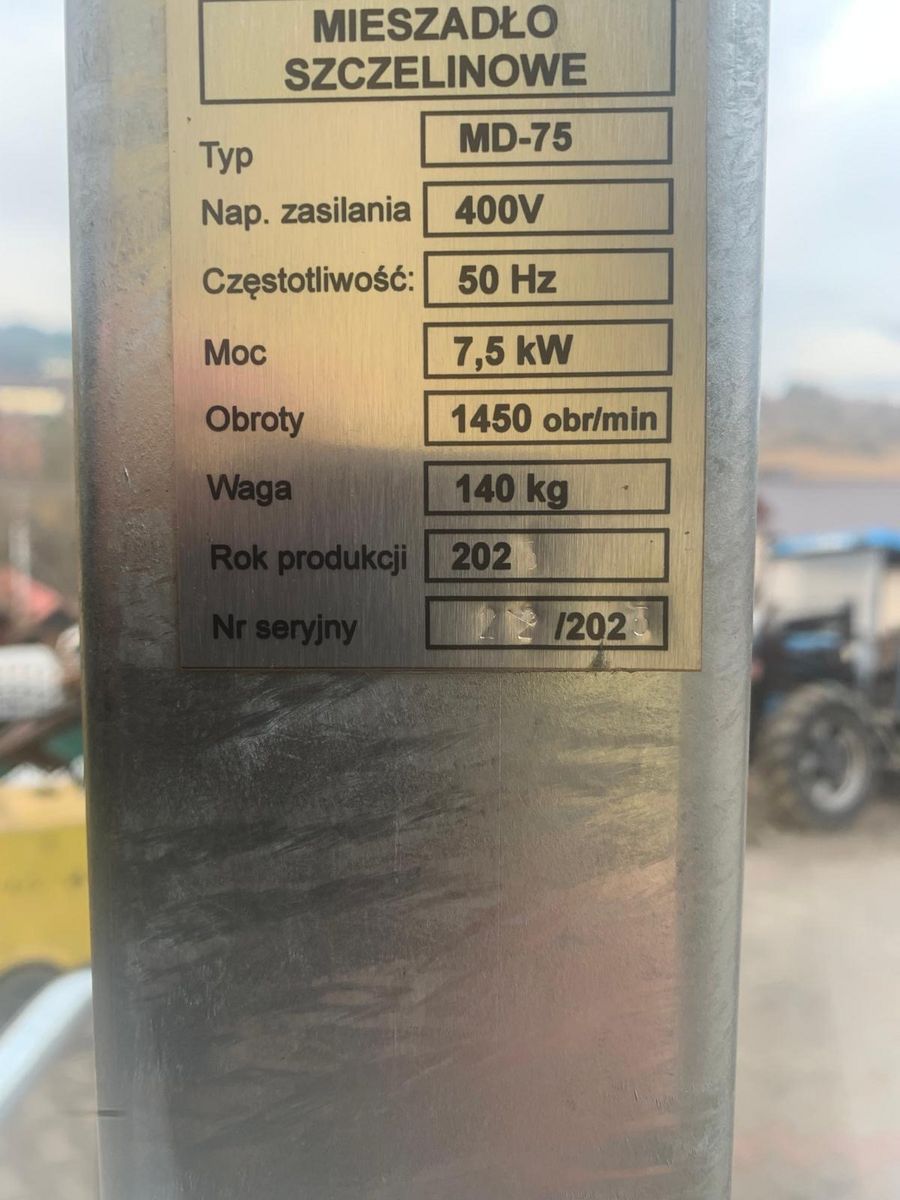 MIESZADŁO
SZCZELINOWE
Typ MD-75
Nap. zasilania 400V
Częstotliwość: 50 Hz
Moc 7,5 kW
Obroty 1450 obr/min
Waga 140 kg
Rok produkcji
Nr seryjny